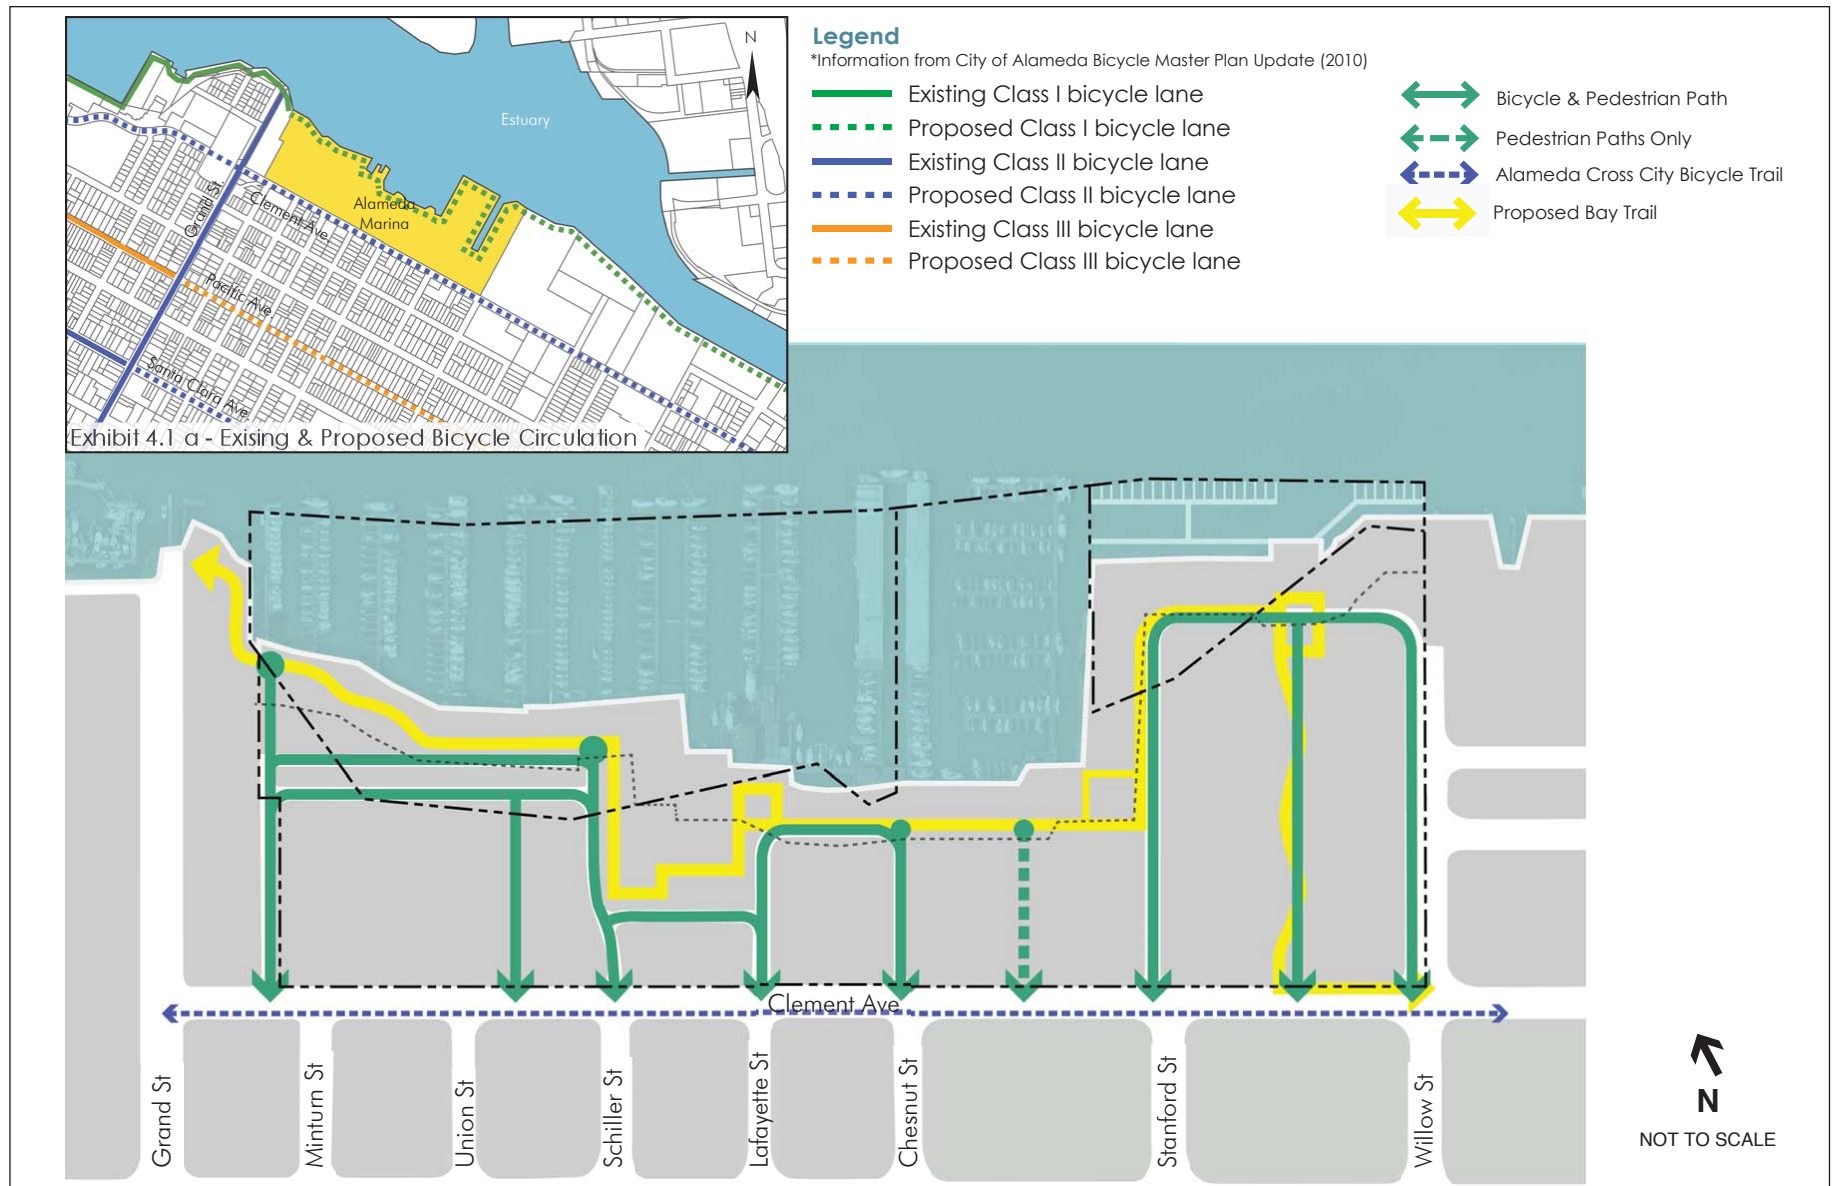 N
Estuary
Alameda
Marina
Grand St.
Clement Ave.
Pacific Ave.
Santa Clara Ave.
Exhibit 4.1 a - Exising & Proposed Bicycle Circulation
Legend
*Information from City of Alameda Bicycle Master Plan Update (2010)
Existing Class I bicycle lane
Proposed Class I bicycle lane
Existing Class II bicycle lane
Proposed Class II bicycle lane
Existing Class III bicycle lane
Proposed Class III bicycle lane
Bicycle & Pedestrian Path
Pedestrian Paths Only
Alameda Cross City Bicycle Trail
Proposed Bay Trail
Clement Ave
Grand St
Minturn St
Union St
Schiller St
Lafayette St
Chesnut St
Stanford St
Willow St
N
NOT TO SCALE